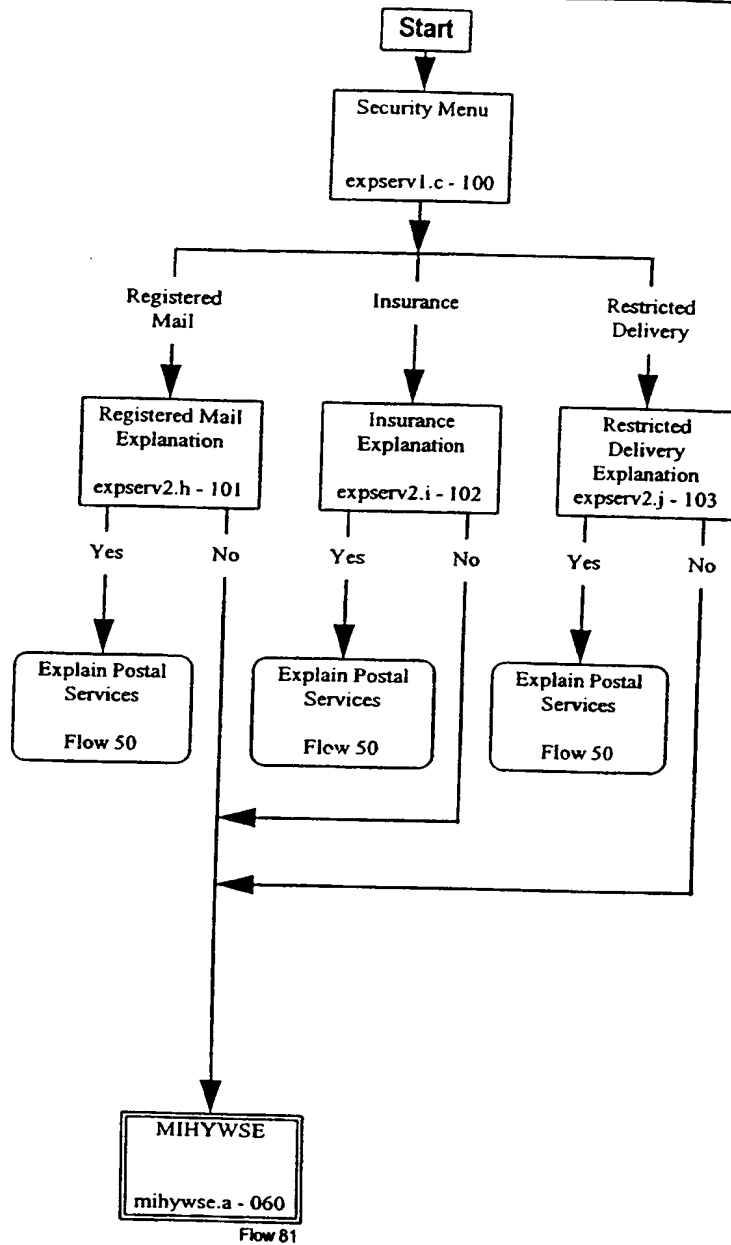 Start
Security Menu
expserv1.c - 100
Registered
Mail
Insurance
Restricted
Delivery
Registered Mail
Explanation
expserv2.h - 101
Insurance
Explanation
expserv2.i - 102
Restricted
Delivery
Explanation
expserv2.j - 103
Yes
No
Yes
No
Yes
No
Explain Postal
Services
Flow 50
Explain Postal
Services
Flow 50
Explain Postal
Services
Flow 50
MIHYWSE
mihywse.a - 060
Flow 81